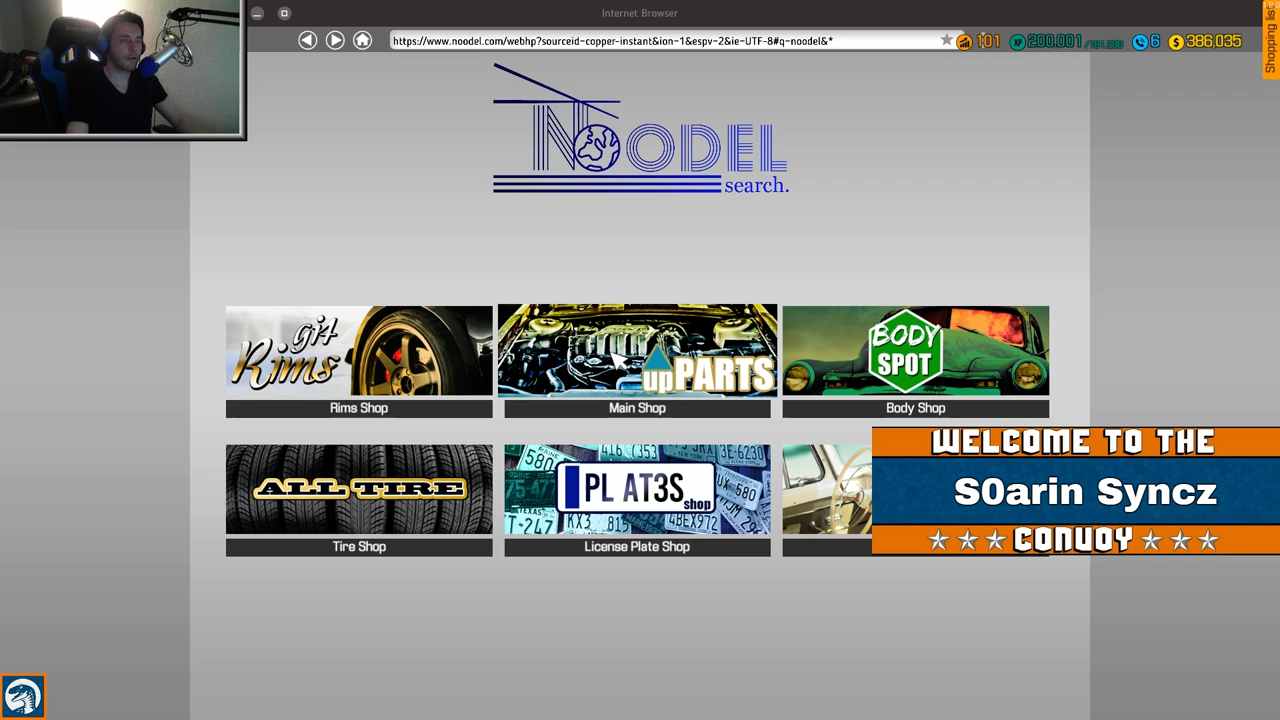 Internet Browser
https://www.noodel.com/webhp?sourceid-copper-instant&ion-1&espv-2&ie-UTF-8#q-noodel&*
101
XP 200,001
6
$ 386,035
Shopping list
NOODEL
search.
gj4
Rims
upPARTS
BODY
SPOT
Rims Shop
Main Shop
Body Shop
ALL TIRE
PL AT3S
shop
Tire Shop
License Plate Shop
WELCOME TO THE
S0arin Syncz
CONVOY